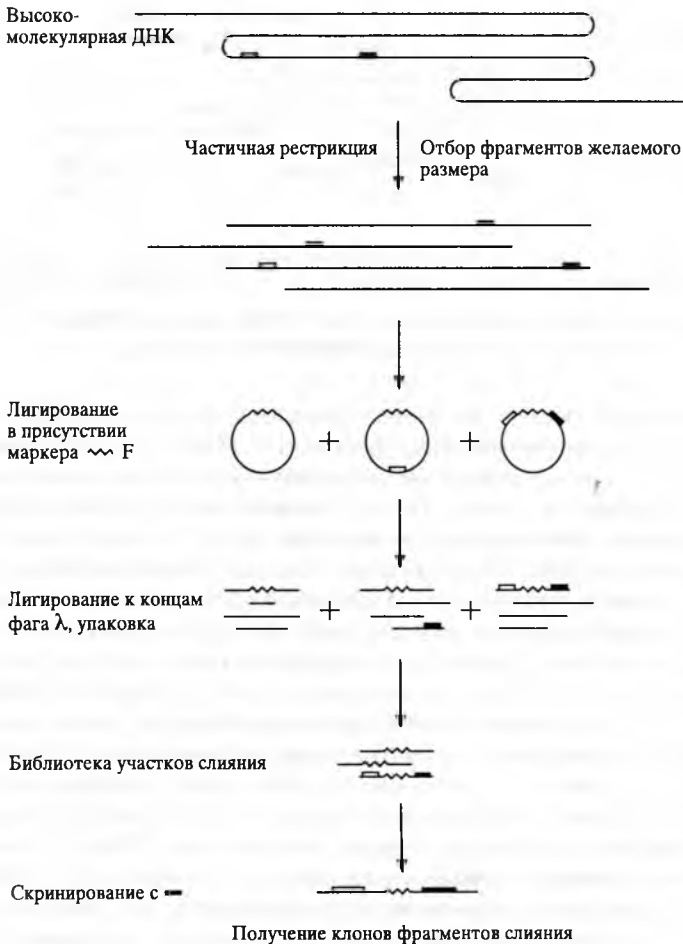 Высоко-
молекулярная ДНК
Частичная рестрикция
Отбор фрагментов желаемого
размера
Лигирование
в присутствии
маркера F
+
+
Лигирование к концам
фага λ, упаковка
+
+
Библиотека участков слияния
Скринирование с
Получение клонов фрагментов слияния